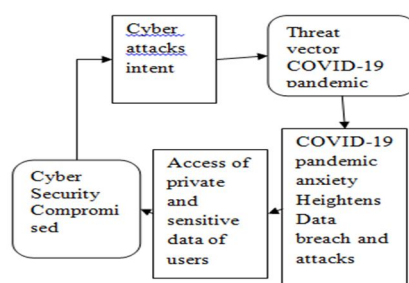 Cyber
attacks
intent
Threat
vector
COVID-19
pandemic
COVID-19
pandemic
anxiety
Heightens
Data
breach and
attacks
Access of
private
and
sensitive
data of
users
Cyber
Security
Compromi
sed